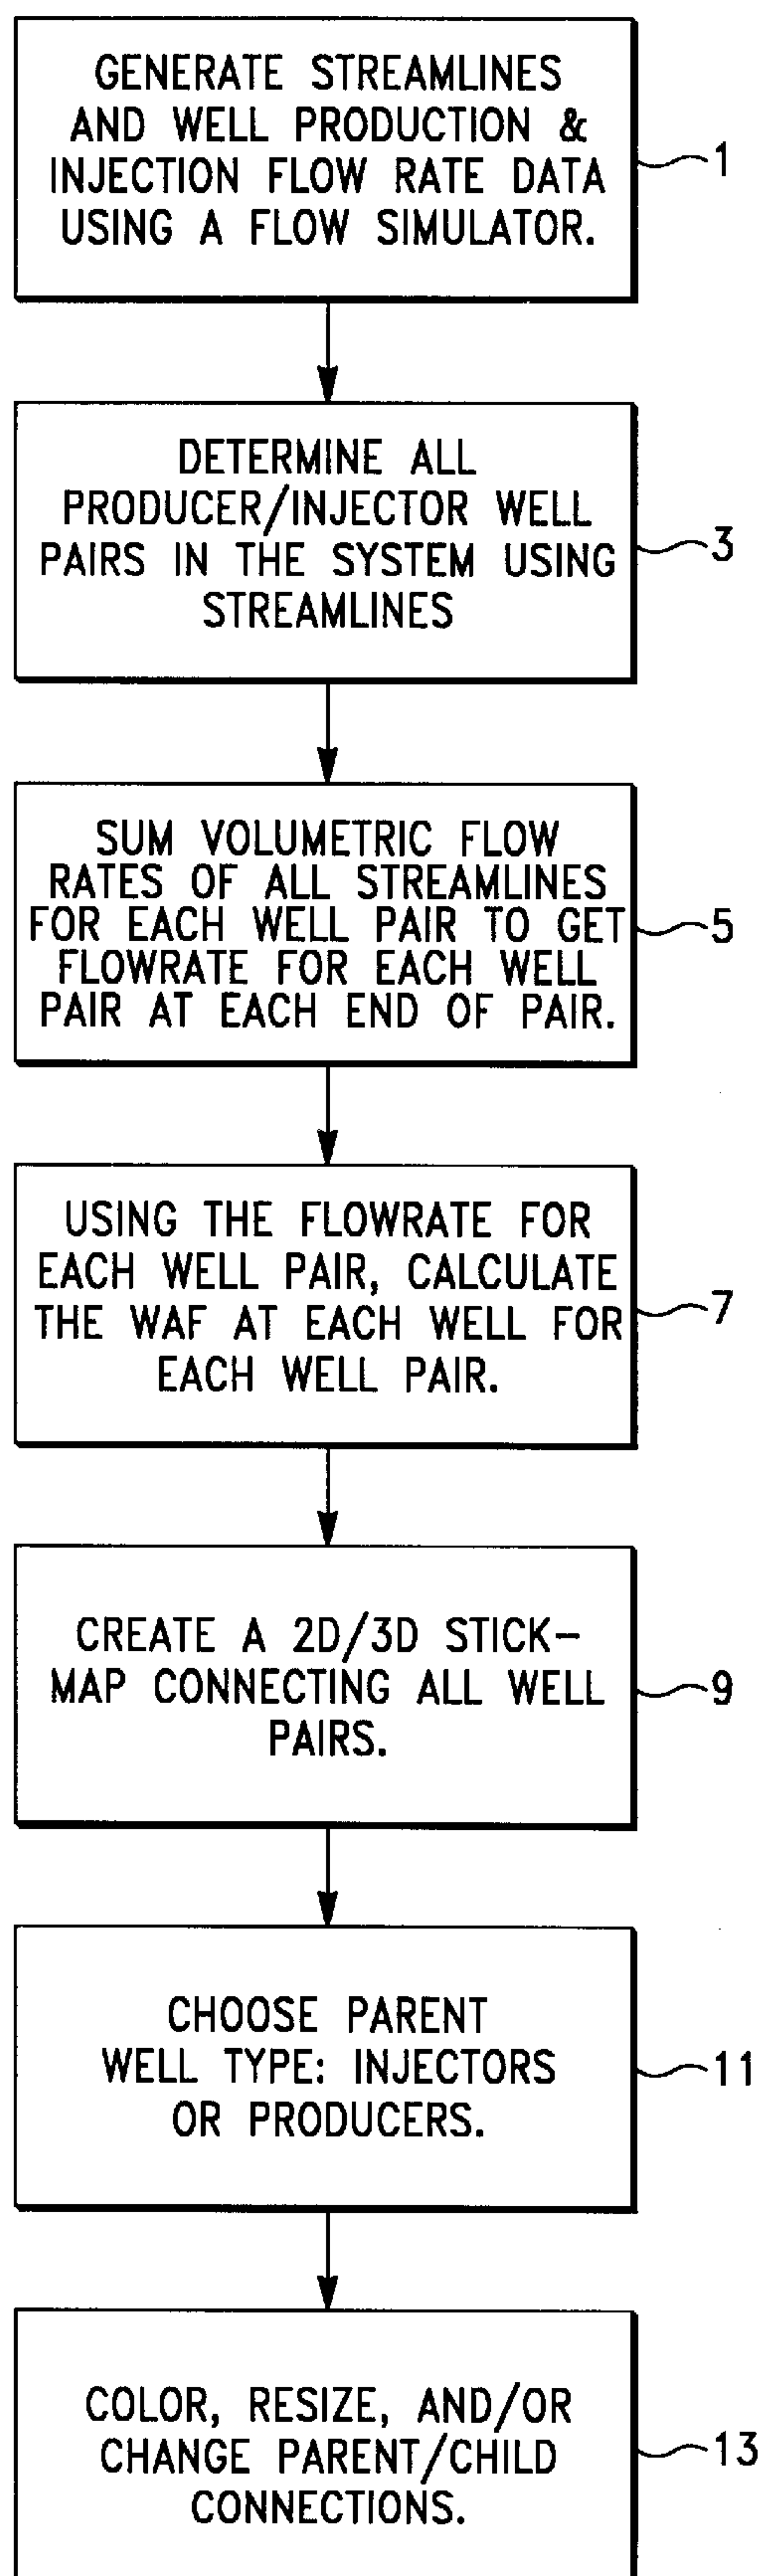 GENERATE STREAMLINES
AND WELL PRODUCTION &
INJECTION FLOW RATE DATA
USING A FLOW SIMULATOR.
1
DETERMINE ALL
PRODUCER/INJECTOR WELL
PAIRS IN THE SYSTEM USING
STREAMLINES
3
SUM VOLUMETRIC FLOW
RATES OF ALL STREAMLINES
FOR EACH WELL PAIR TO GET
FLOWRATE FOR EACH WELL
PAIR AT EACH END OF PAIR.
5
USING THE FLOWRATE FOR
EACH WELL PAIR, CALCULATE
THE WAF AT EACH WELL FOR
EACH WELL PAIR.
7
CREATE A 2D/3D STICK-
MAP CONNECTING ALL WELL
PAIRS.
9
CHOOSE PARENT
WELL TYPE: INJECTORS
OR PRODUCERS.
11
COLOR, RESIZE, AND/OR
CHANGE PARENT/CHILD
CONNECTIONS.
13